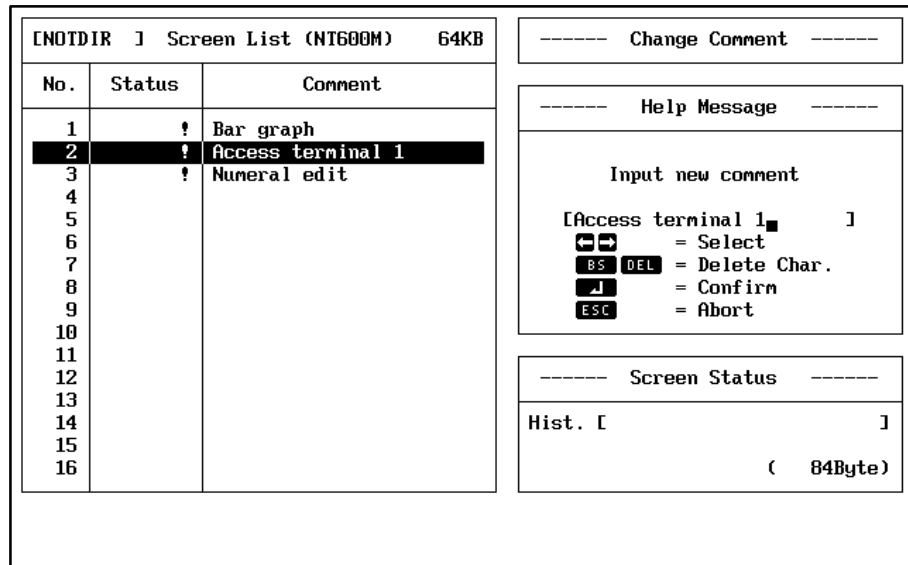 [NOTDIR ] Screen List (NT600M) 64KB
No. Status Comment
1 ! Bar graph
2 ! Access terminal 1
3 ! Numeral edit
4
5
6
7
8
9
10
11
12
13
14
15
16
------ Change Comment ------
------ Help Message ------
Input new comment
[Access terminal 1 ]
←→ = Select
BS DEL = Delete Char.
↲ = Confirm
ESC = Abort
------ Screen Status ------
Hist. [ ]
( 84Byte)